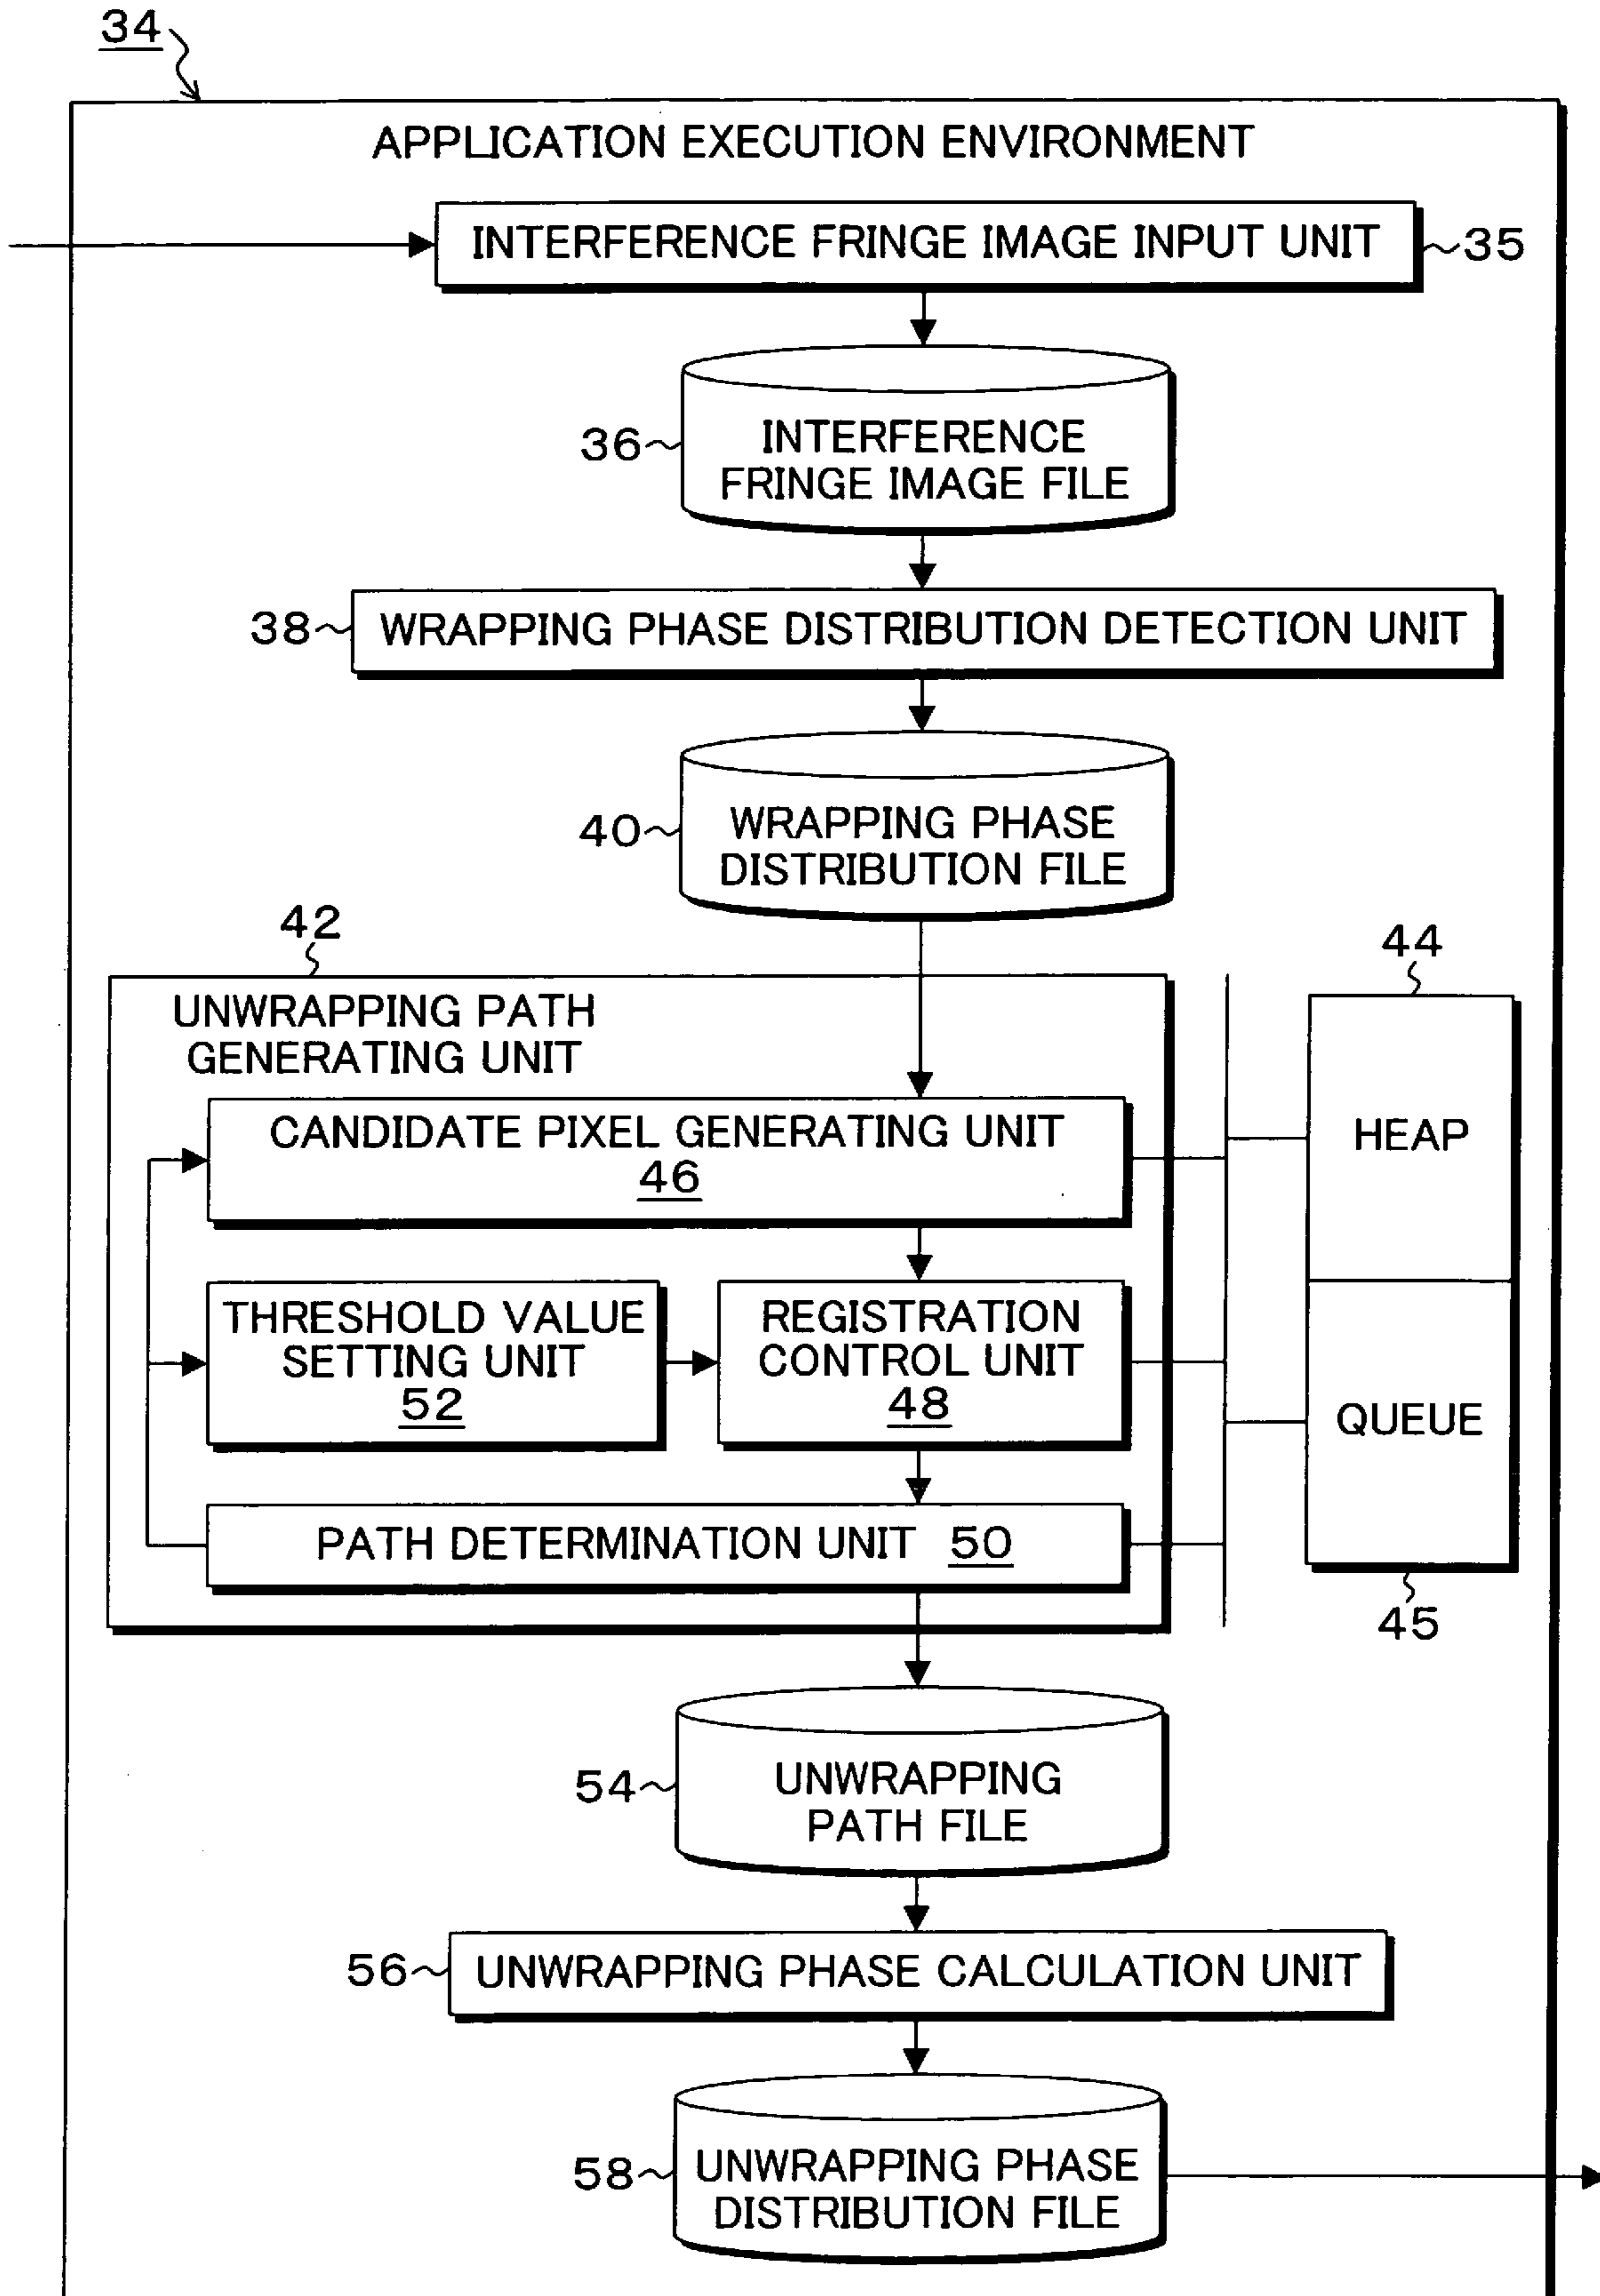 34
APPLICATION EXECUTION ENVIRONMENT
INTERFERENCE FRINGE IMAGE INPUT UNIT
35
36
INTERFERENCE
FRINGE IMAGE FILE
38
WRAPPING PHASE DISTRIBUTION DETECTION UNIT
40
WRAPPING PHASE
DISTRIBUTION FILE
42
44
UNWRAPPING PATH
GENERATING UNIT
CANDIDATE PIXEL GENERATING UNIT
46
HEAP
THRESHOLD VALUE
SETTING UNIT
52
REGISTRATION
CONTROL UNIT
48
QUEUE
PATH DETERMINATION UNIT 50
45
54
UNWRAPPING
PATH FILE
56
UNWRAPPING PHASE CALCULATION UNIT
58
UNWRAPPING PHASE
DISTRIBUTION FILE